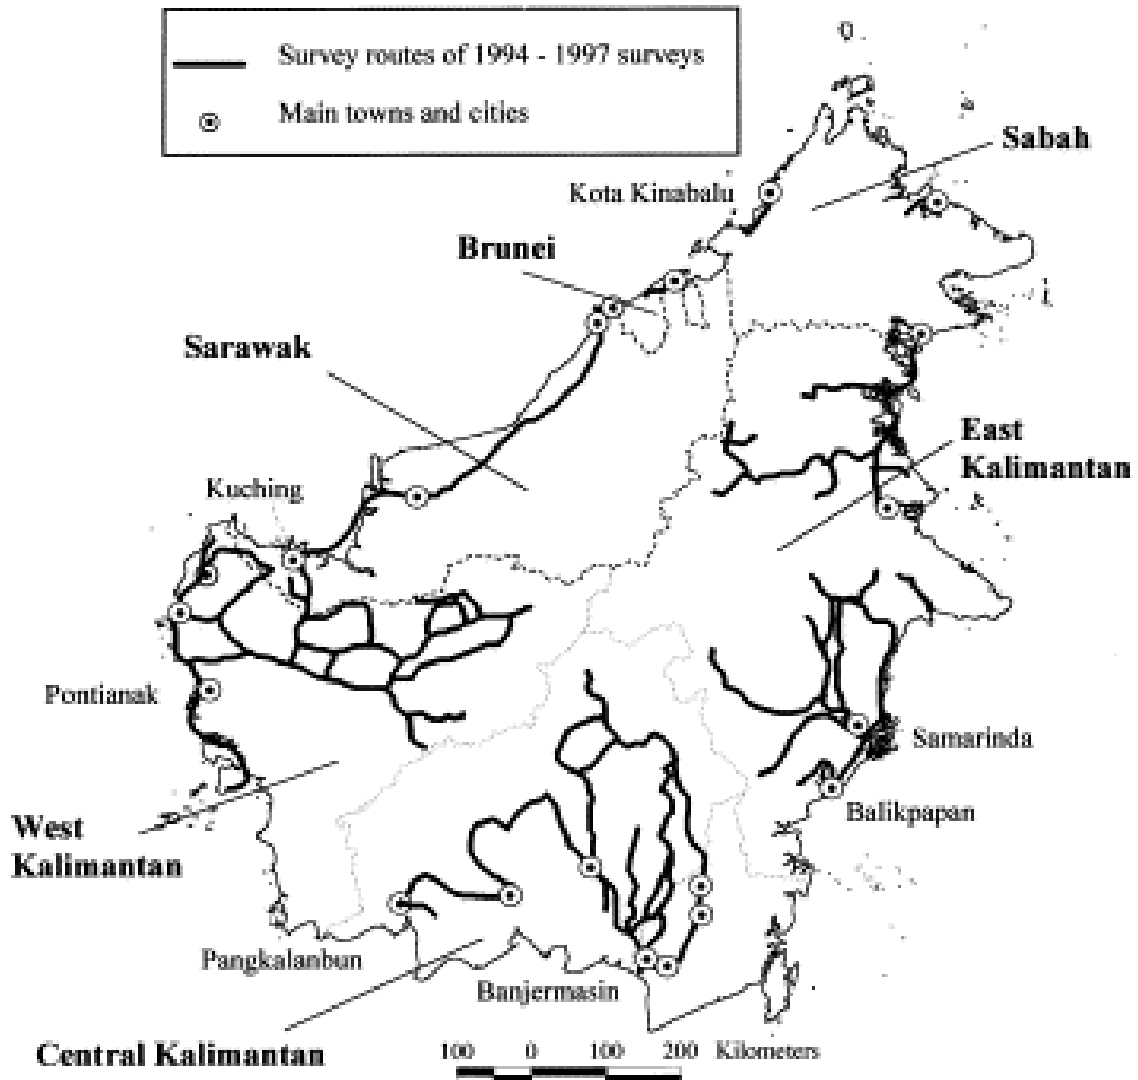 Survey routes of 1994 - 1997 surveys
Main towns and cities
Sabah
Kota Kinabalu
Brunei
Sarawak
East
Kalimantan
Kuching
Pontianak
Samarinda
Balikpapan
West
Kalimantan
Pangkalanbun
Banjermasin
Central Kalimantan
100 0 100 200 Kilometers